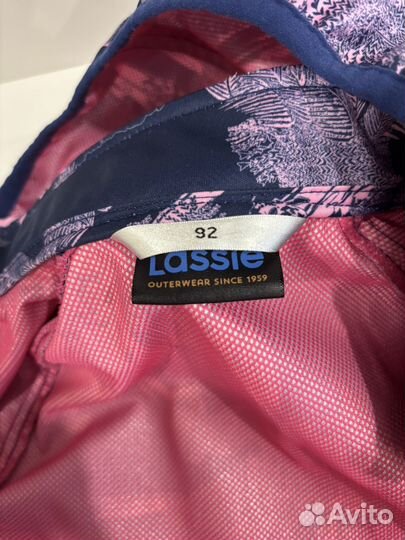 92
Lassie
OUTERWEAR SINCE 1959
Avito